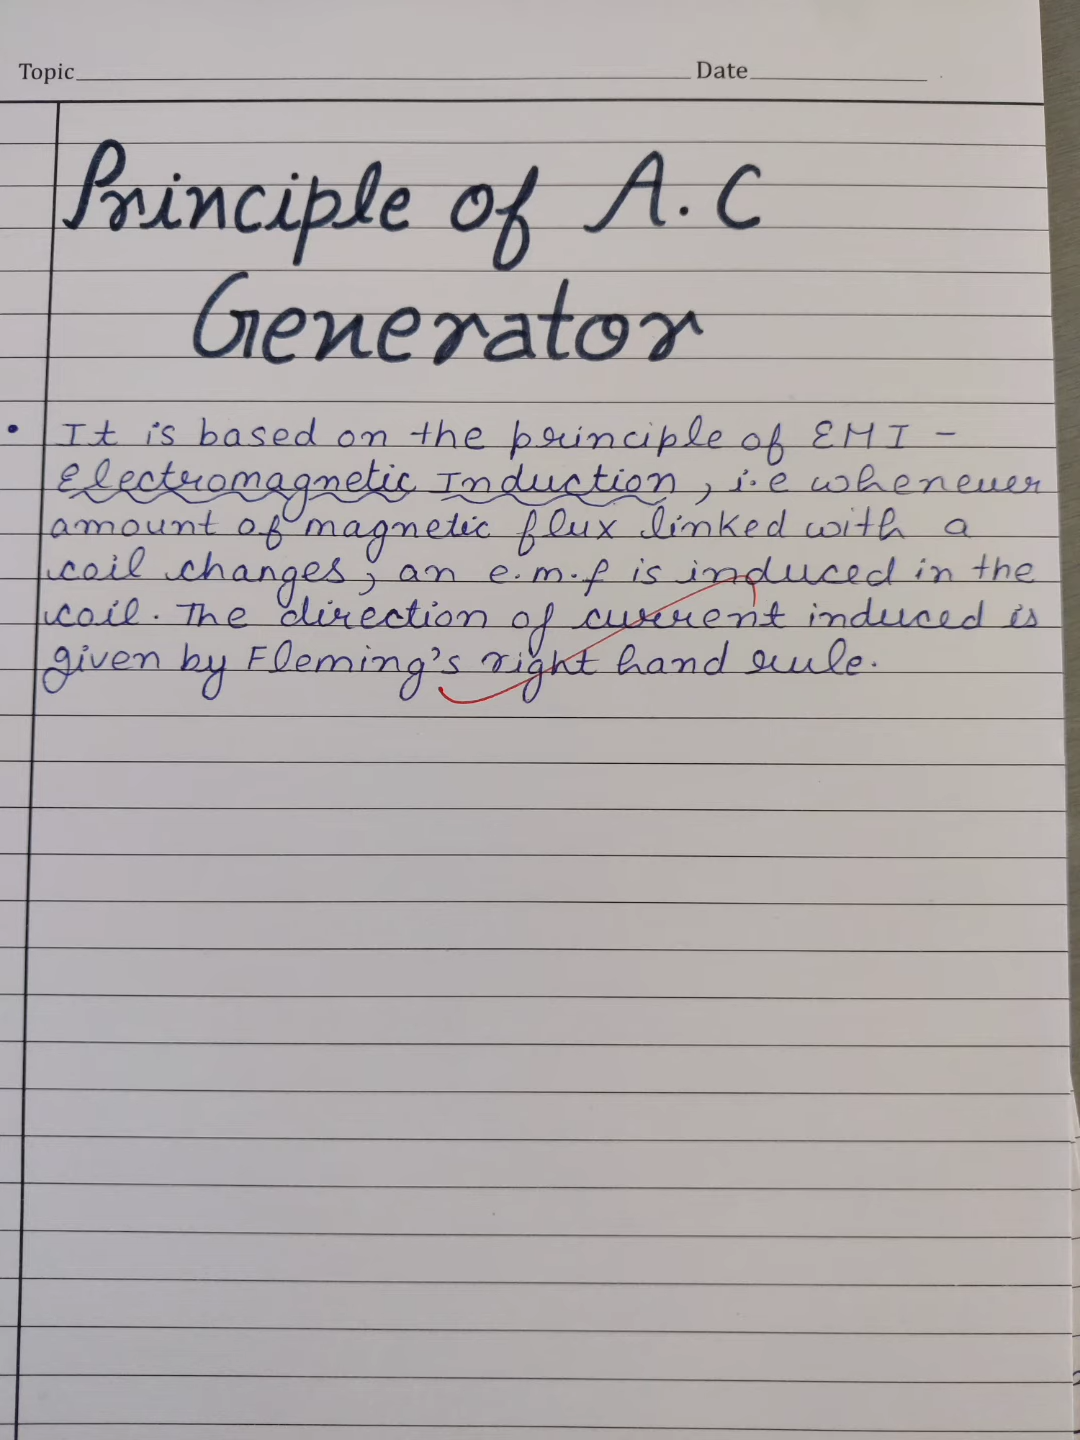 Topic Date
Principle of A.C
Generator
• It is based on the principle of EMI -
Electromagnetic Induction, i.e whenever
amount of magnetic flux linked with a
coil changes, an e.m.f is induced in the
coil. The direction of current induced is
given by Fleming's right hand rule.